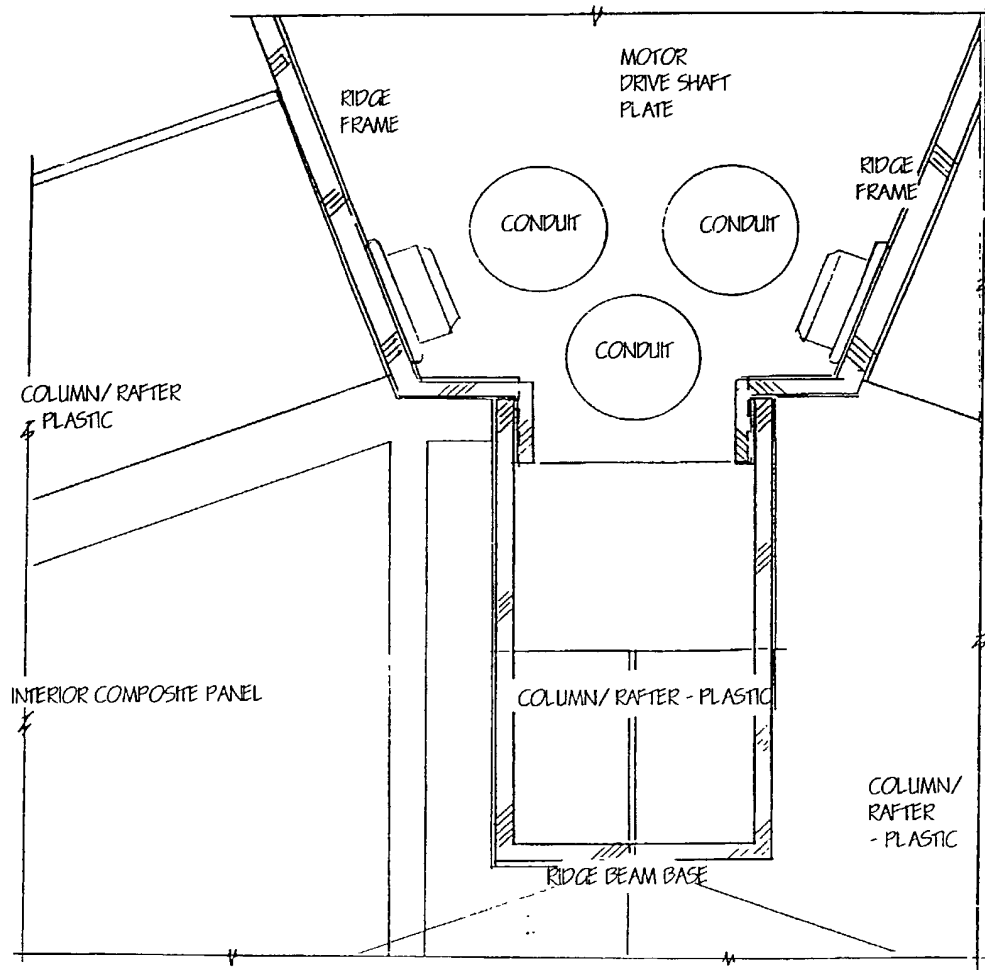 MOTOR
DRIVE SHAFT
PLATE
RIDGE
FRAME
RIDGE
FRAME
CONDUIT
CONDUIT
CONDUIT
COLUMN/ RAFTER
- PLASTIC
INTERIOR COMPOSITE PANEL
COLUMN/ RAFTER - PLASTIC
COLUMN/
RAFTER
- PLASTIC
RIDGE BEAM BASE